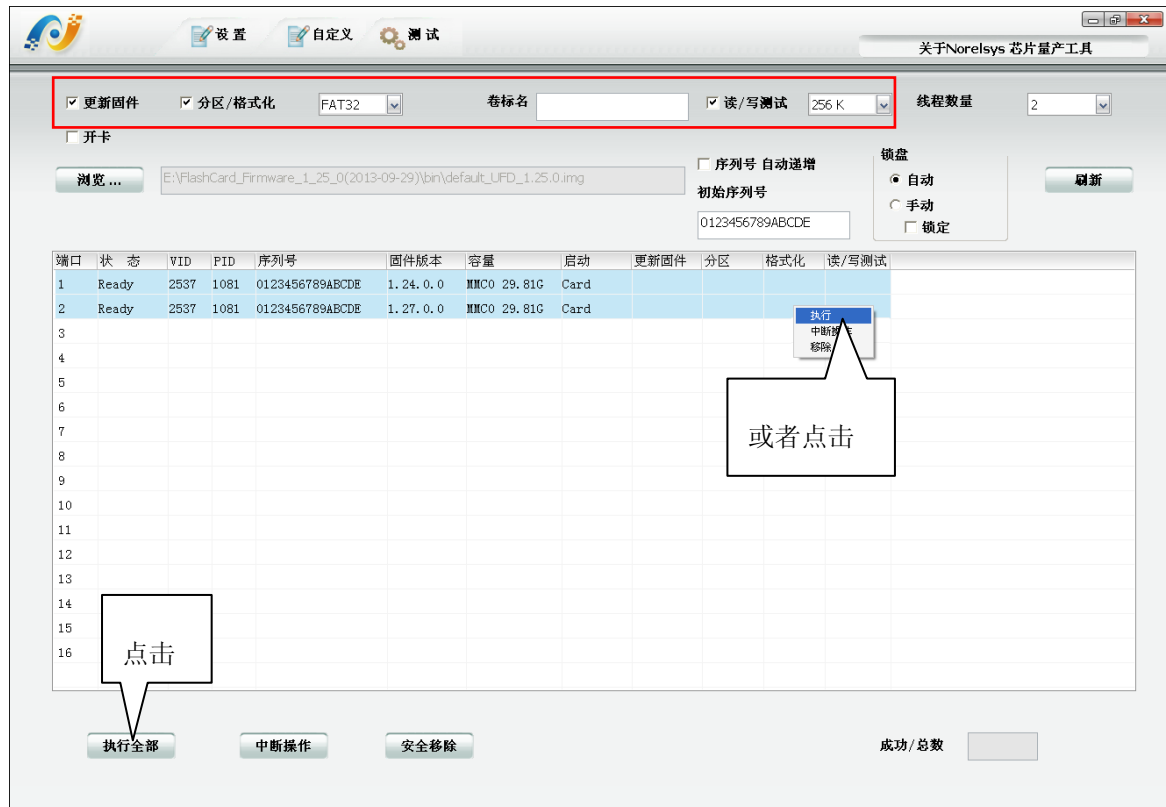 设 置 自定义 测 试
关于Norelsys 芯片量产工具
更新固件 分区/格式化 FAT32 卷标名 读/写测试 256 K 线程数量 2
开卡
浏览 ... E:\FlashCard_Firmware_1_25_0(2013-09-29)\bin\default_UFD_1.25.0.img 序列号 自动递增 锁盘
初始序列号 自动 刷新
手动
0123456789ABCDE 锁定
端口 状 态 VID PID 序列号 固件版本 容量 启动 更新固件 分区 格式化 读/写测试
1 Ready 2537 1081 0123456789ABCDE 1.24.0.0 MMC0 29.81G Card
2 Ready 2537 1081 0123456789ABCDE 1.27.0.0 MMC0 29.81G Card
执行
中断
移除
3
4
5
6
7
或者点击
8
9
10
11
12
13
14
15
16
点击
执行全部 中断操作 安全移除 成功/总数